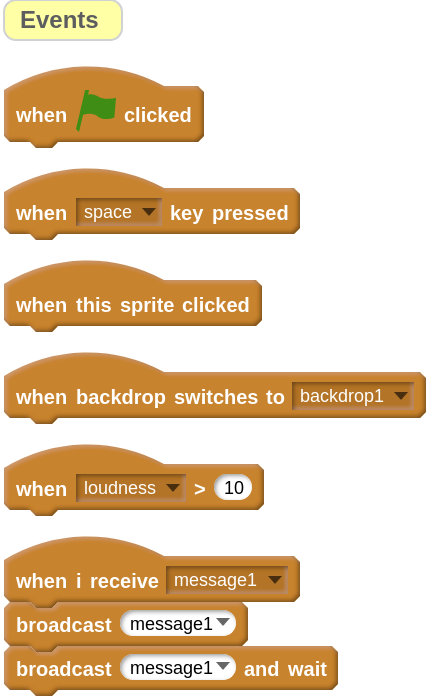 Events
when clicked
when space key pressed
when this sprite clicked
when backdrop switches to backdrop1
when loudness > 10
when i receive message1
broadcast message1
broadcast message1 and wait